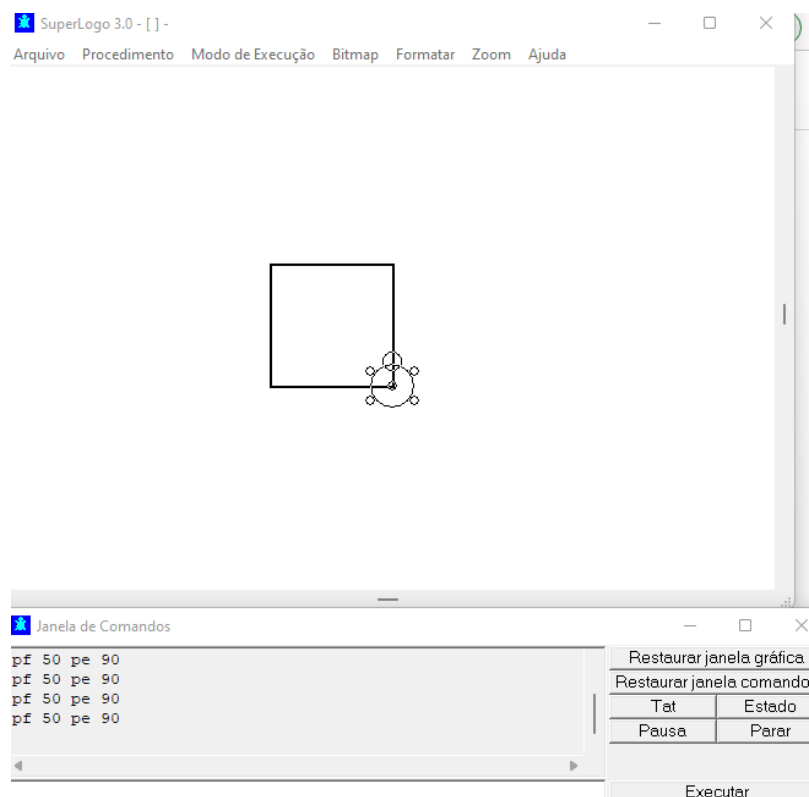 SuperLogo 3.0 - [ ] -
Arquivo Procedimento Modo de Execução Bitmap Formatar Zoom Ajuda
Janela de Comandos
pf 50 pe 90
pf 50 pe 90
pf 50 pe 90
pf 50 pe 90
Restaurar janela gráfica
Restaurar janela comando
Tat Estado
Pausa Parar
Executar